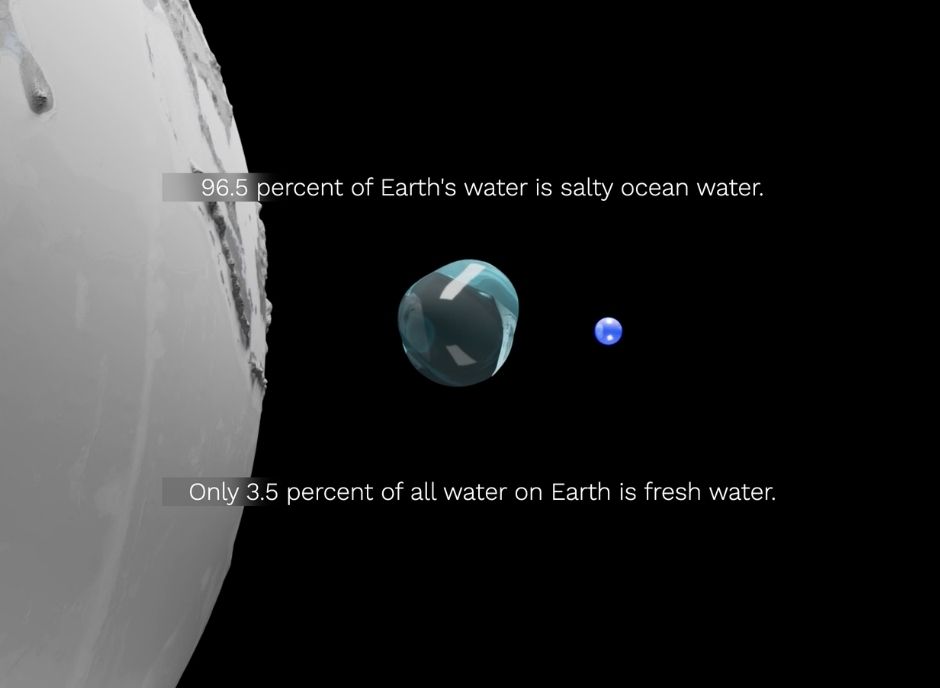 96.5 percent of Earth's water is salty ocean water.
Only 3.5 percent of all water on Earth is fresh water.